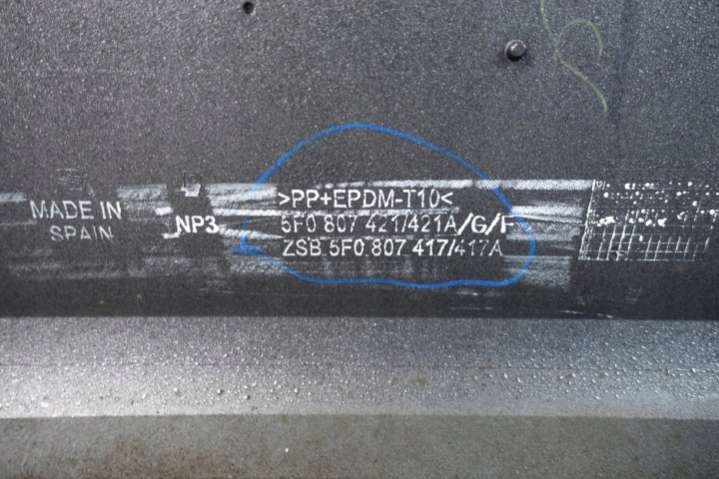 MADE IN
SPAIN
NP3
>PP+EPDM-T10<
5F0 807 421/421A/G/F
ZSB 5F0 807 417/417A